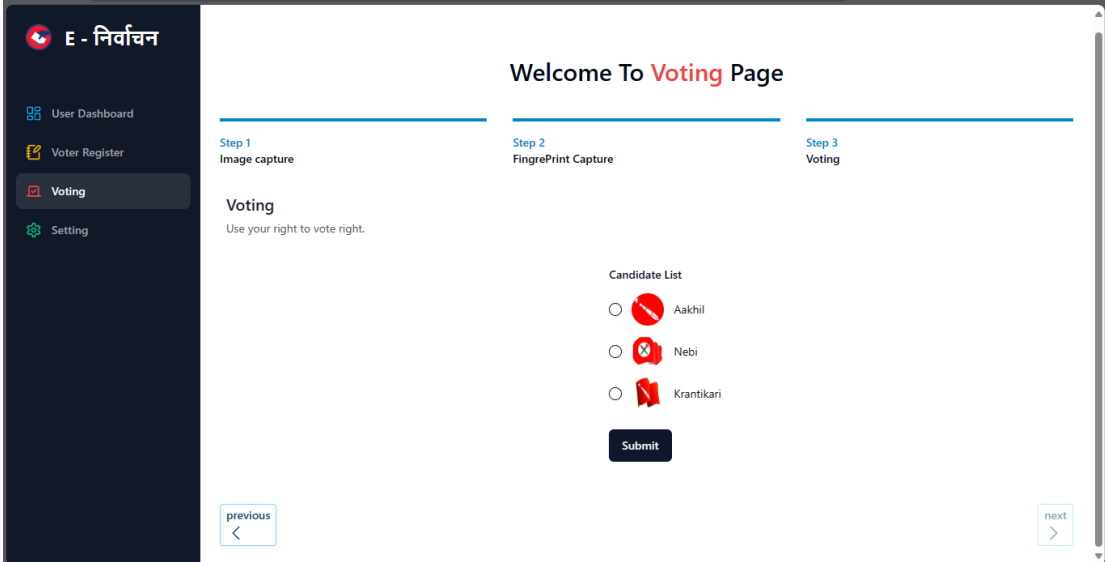 E - निर्वाचन
User Dashboard
Voter Register
Voting
Setting
Welcome To Voting Page
Step 1
Image capture
Step 2
FingrePrint Capture
Step 3
Voting
Voting
Use your right to vote right.
Candidate List
Aakhil
Nebi
Krantikari
Submit
previous
next